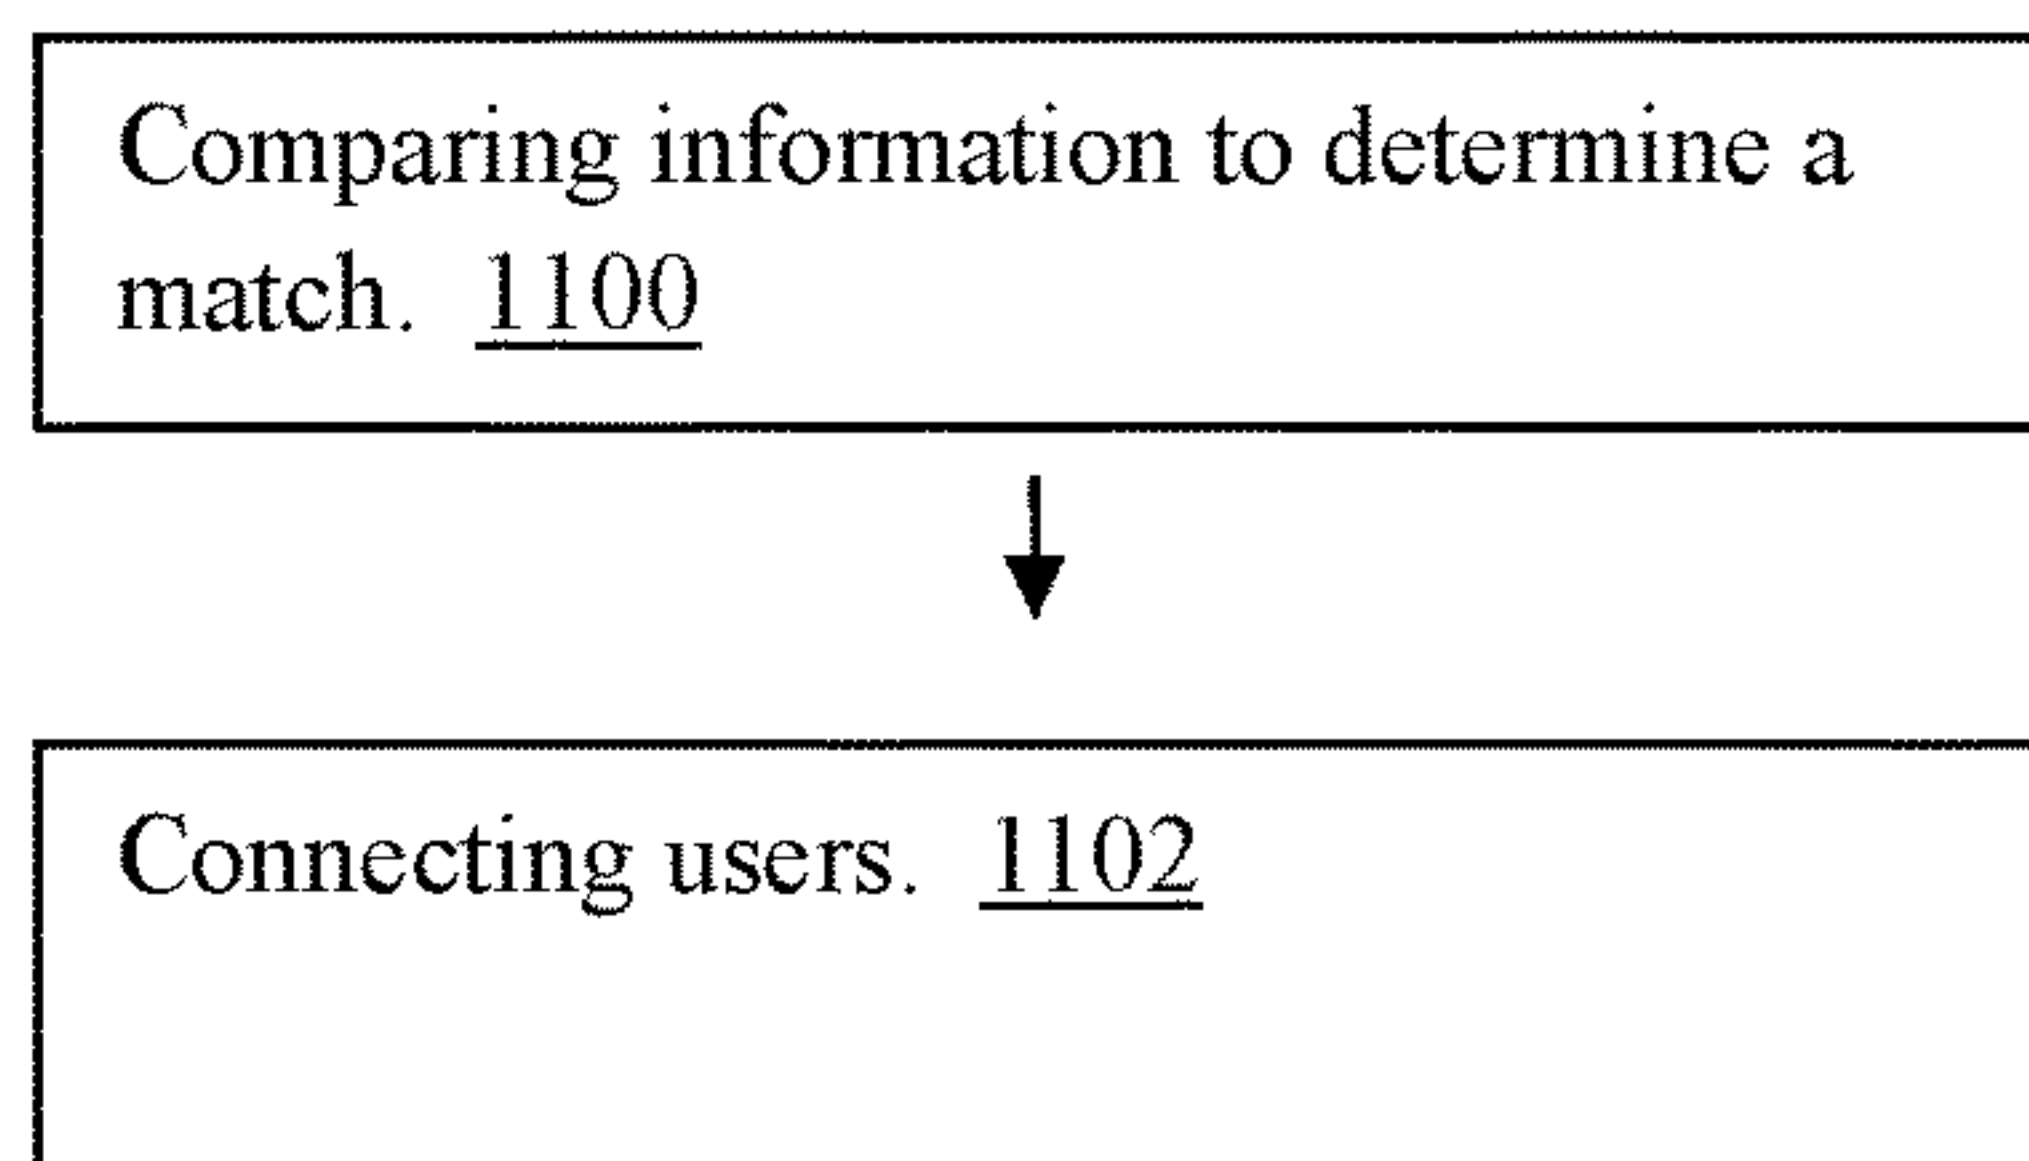 Comparing information to determine a
match. 1100
Connecting users. 1102